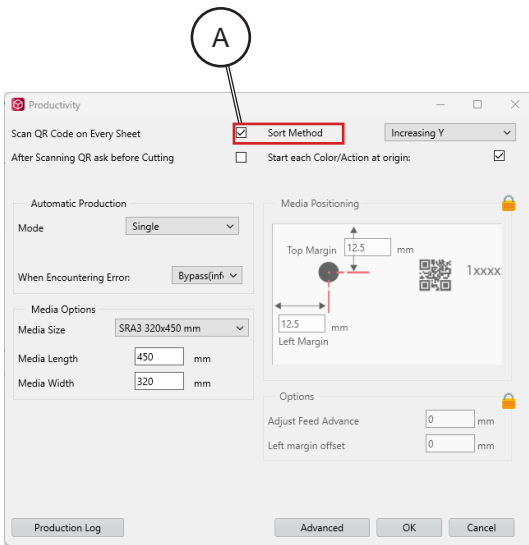 A
Productivity
Scan QR Code on Every Sheet
Sort Method
Increasing Y
After Scanning QR ask before Cutting
Start each Color/Action at origin:
Automatic Production
Mode
Single
When Encountering Error:
Bypass(inf
Media Options
Media Size
SRA3 320x450 mm
Media Length
450
mm
Media Width
320
mm
Media Positioning
Top Margin
12.5
mm
1xxxx
12.5
mm
Left Margin
Options
Adjust Feed Advance
0
mm
Left margin offset
0
mm
Production Log
Advanced
OK
Cancel